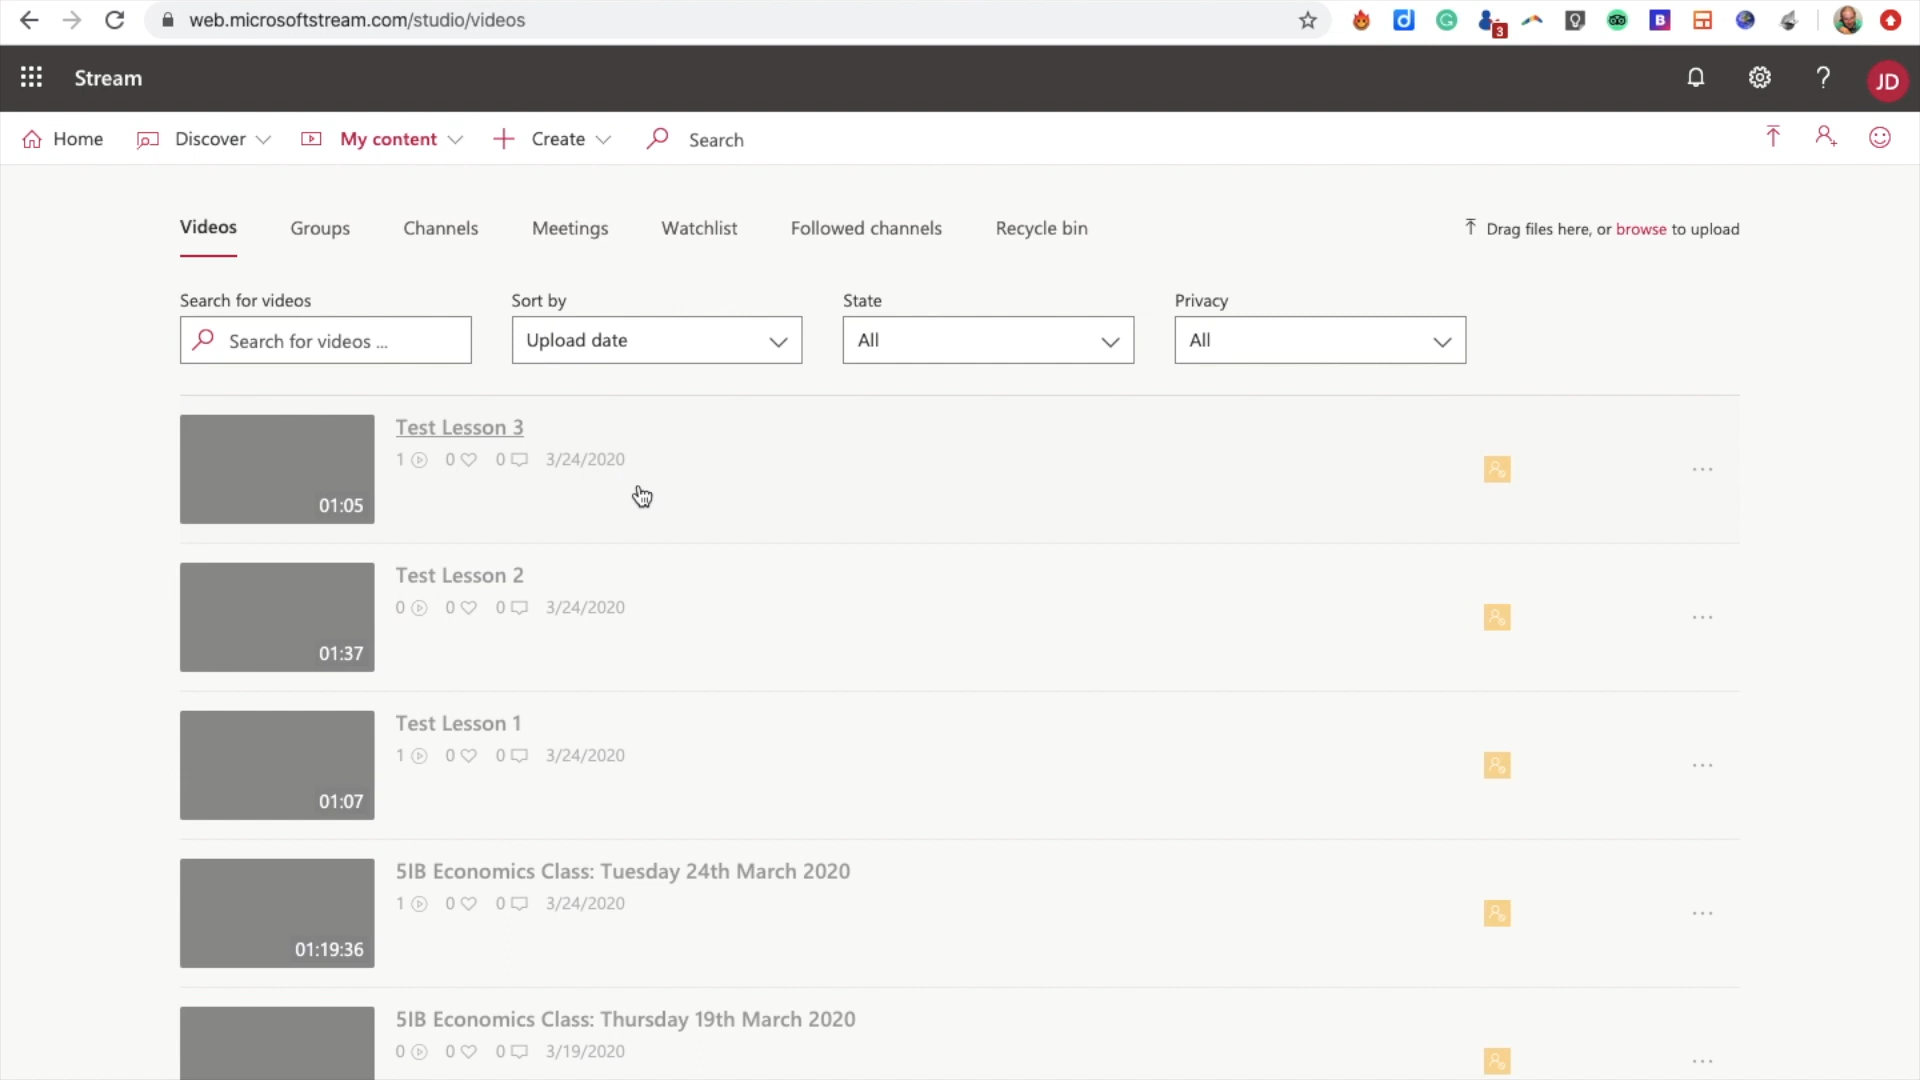 web.microsoftstream.com/studio/videos
3
Stream
JD
Home
Discover
My content
Create
Search
Videos
Groups
Channels
Meetings
Watchlist
Followed channels
Recycle bin
Drag files here, or browse to upload
Search for videos
Sort by
State
Privacy
Search for videos ...
Upload date
All
All
Test Lesson 3
1 0 0 3/24/2020
01:05
Test Lesson 2
0 0 0 3/24/2020
01:37
Test Lesson 1
1 0 0 3/24/2020
01:07
5IB Economics Class: Tuesday 24th March 2020
1 0 0 3/24/2020
01:19:36
5IB Economics Class: Thursday 19th March 2020
0 0 0 3/19/2020